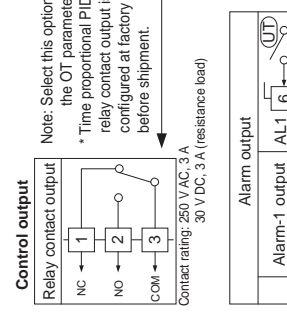 Control output
Relay contact output
NC
1
NO
2
COM
3
Contact rating: 250 V AC, 3 A
30 V DC, 3 A (resistance load)
Note: Select this option
the OT paramete
* Time proportional PID
relay contact output i
configured at factory
before shipment.
Alarm output
Alarm-1 output
AL1
6
UT